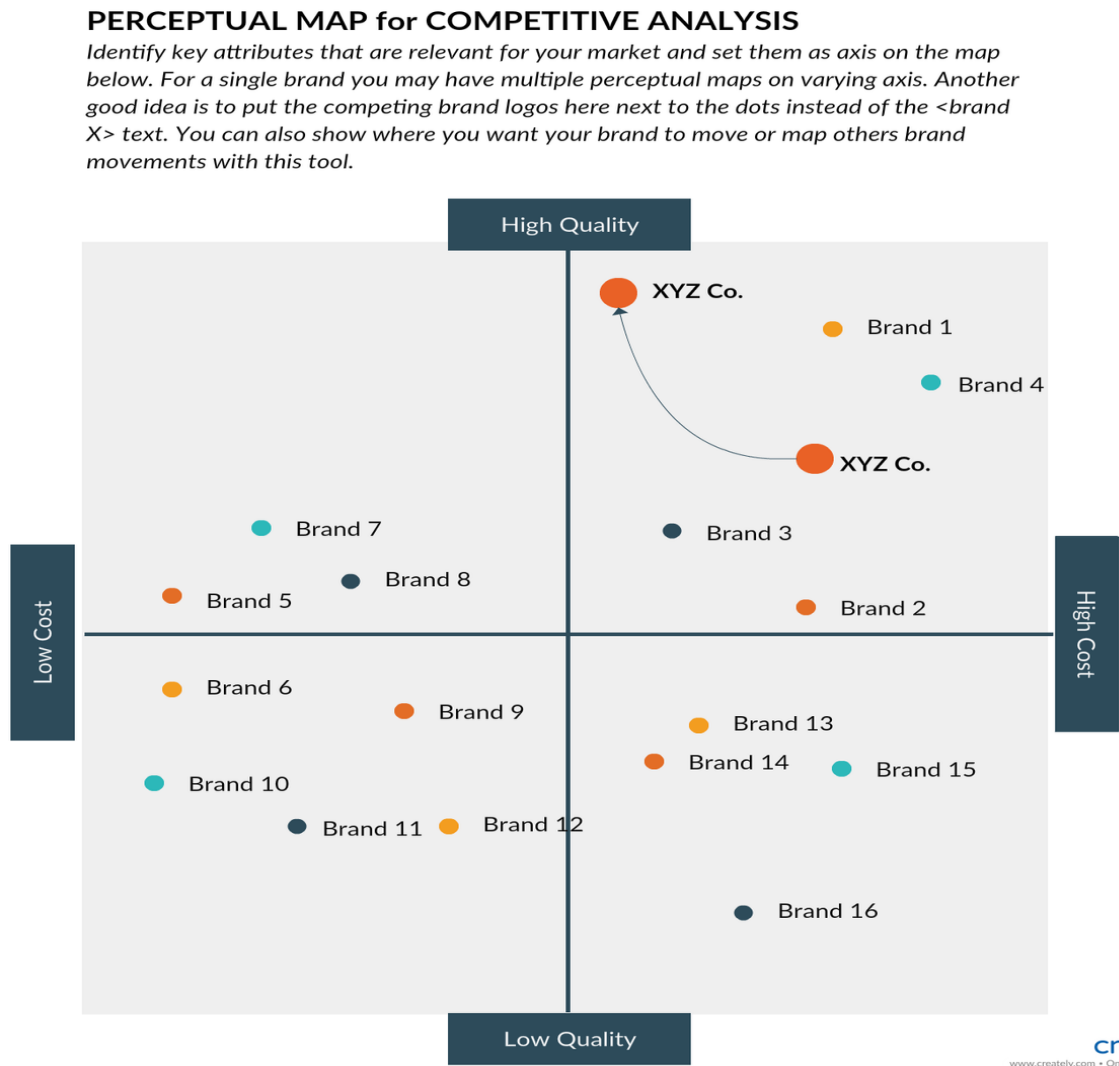 PERCEPTUAL MAP for COMPETITIVE ANALYSIS
Identify key attributes that are relevant for your market and set them as axis on the map
below. For a single brand you may have multiple perceptual maps on varying axis. Another
good idea is to put the competing brand logos here next to the dots instead of the <brand
X> text. You can also show where you want your brand to move or map others brand
movements with this tool.
High Quality
XYZ Co.
Brand 1
Brand 4
XYZ Co.
Brand 7
Brand 3
Brand 8
Brand 5
Brand 2
Low Cost
High Cost
Brand 6
Brand 9
Brand 13
Brand 14
Brand 15
Brand 10
Brand 11
Brand 12
Brand 16
Low Quality
cr
www.creately.com • On